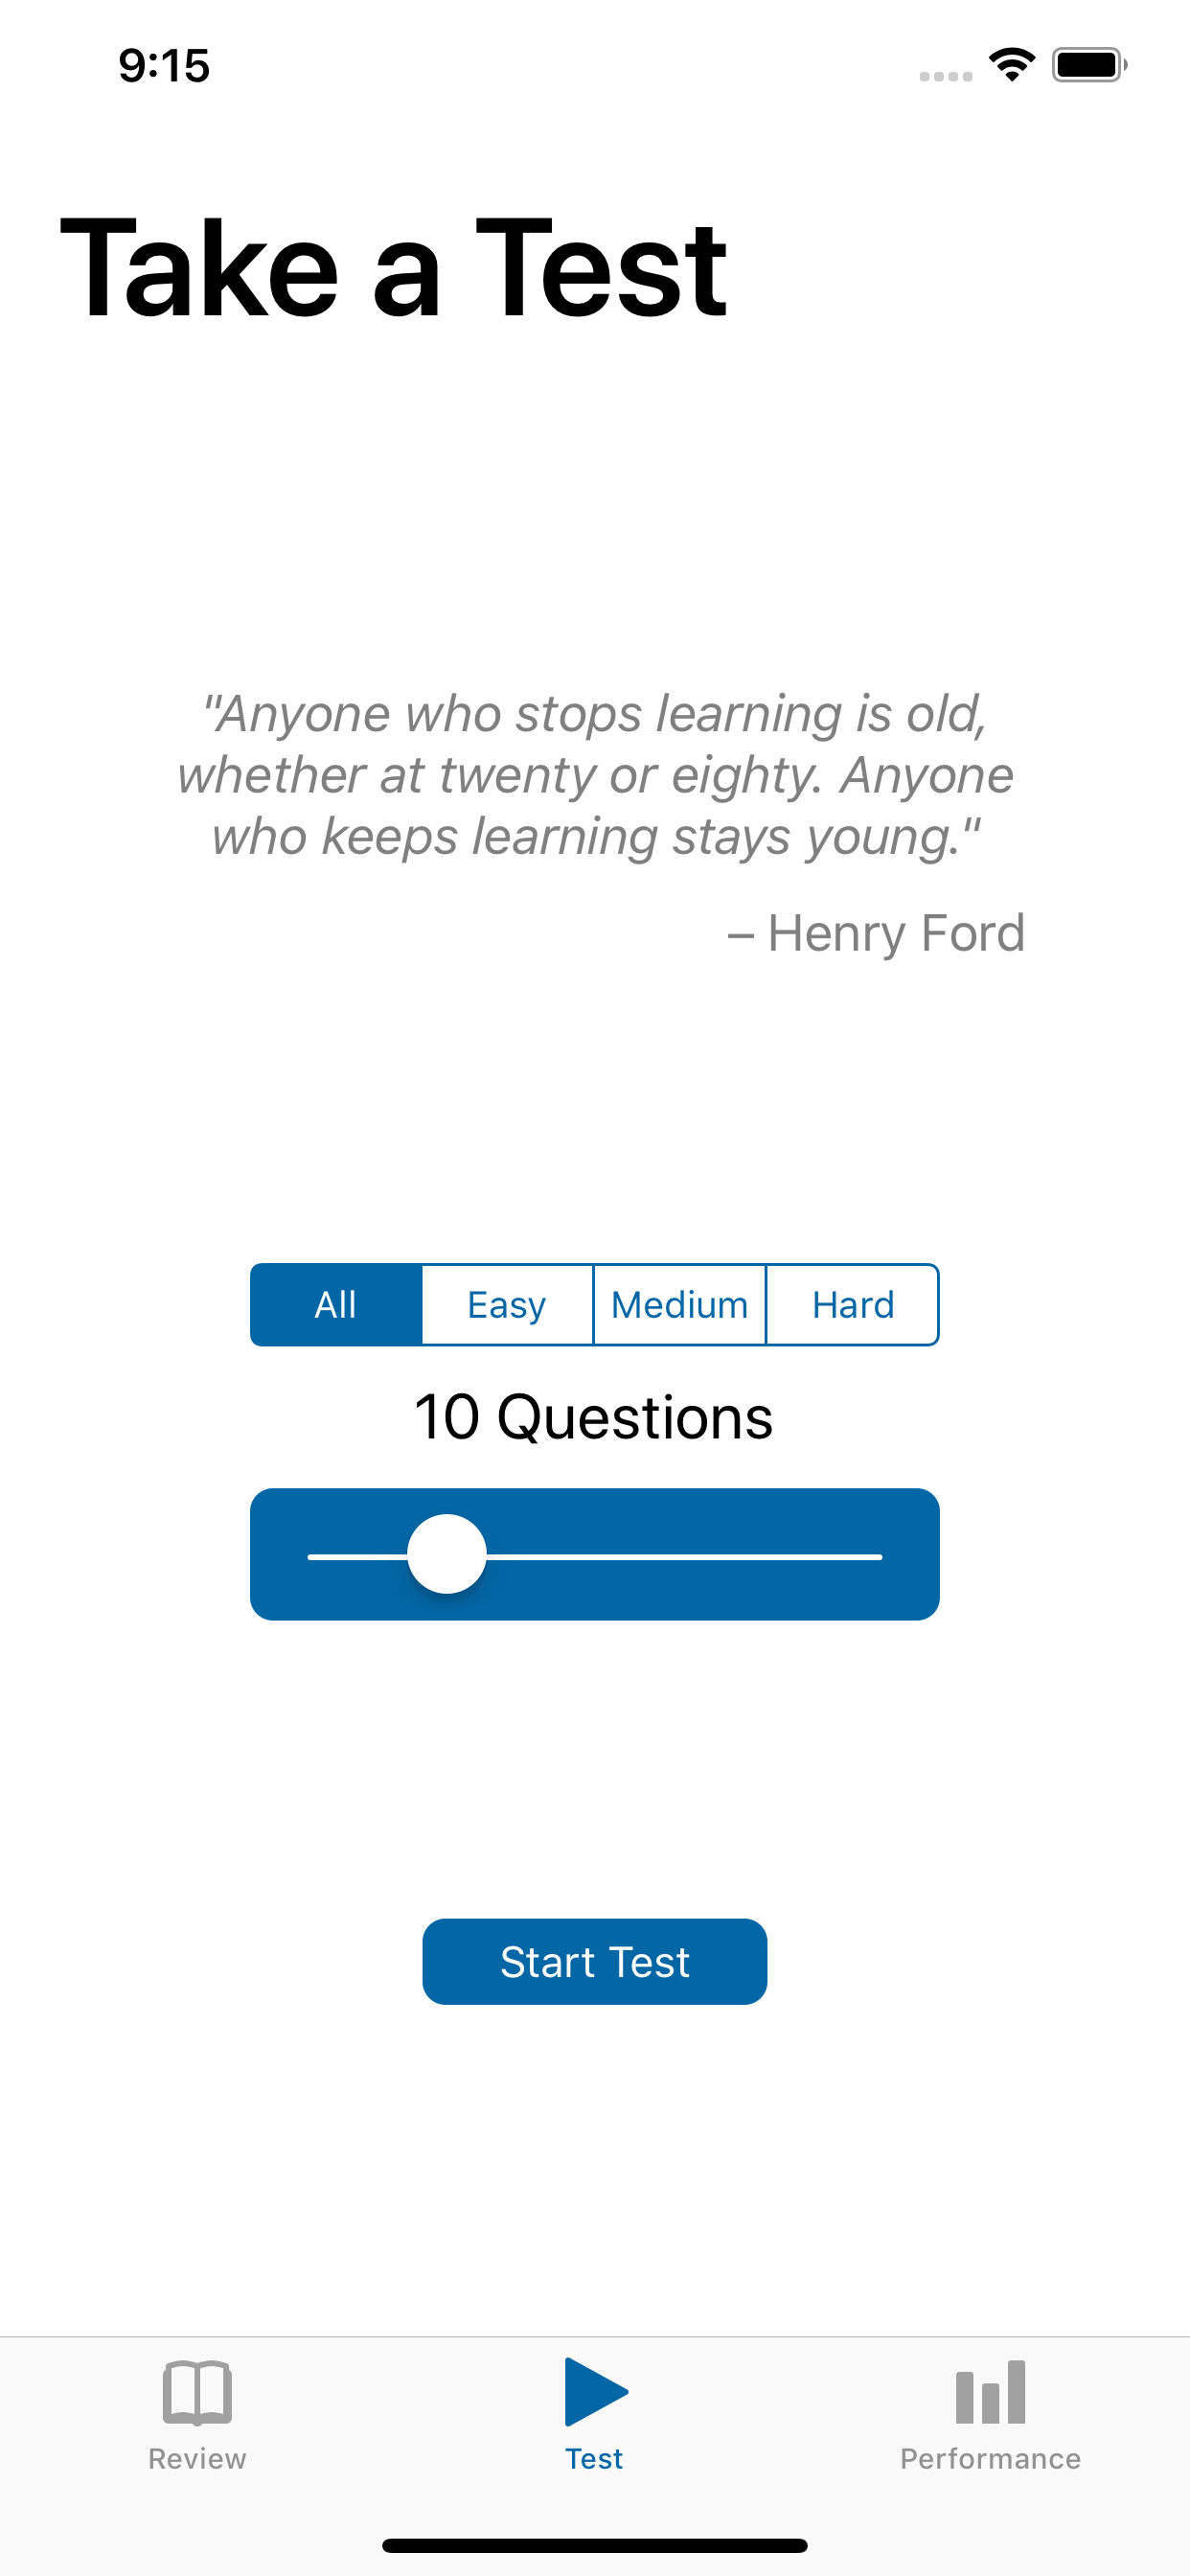 9:15
Take a Test
"Anyone who stops learning is old,
whether at twenty or eighty. Anyone
who keeps learning stays young."
– Henry Ford
All Easy Medium Hard
10 Questions
Start Test
Review Test Performance